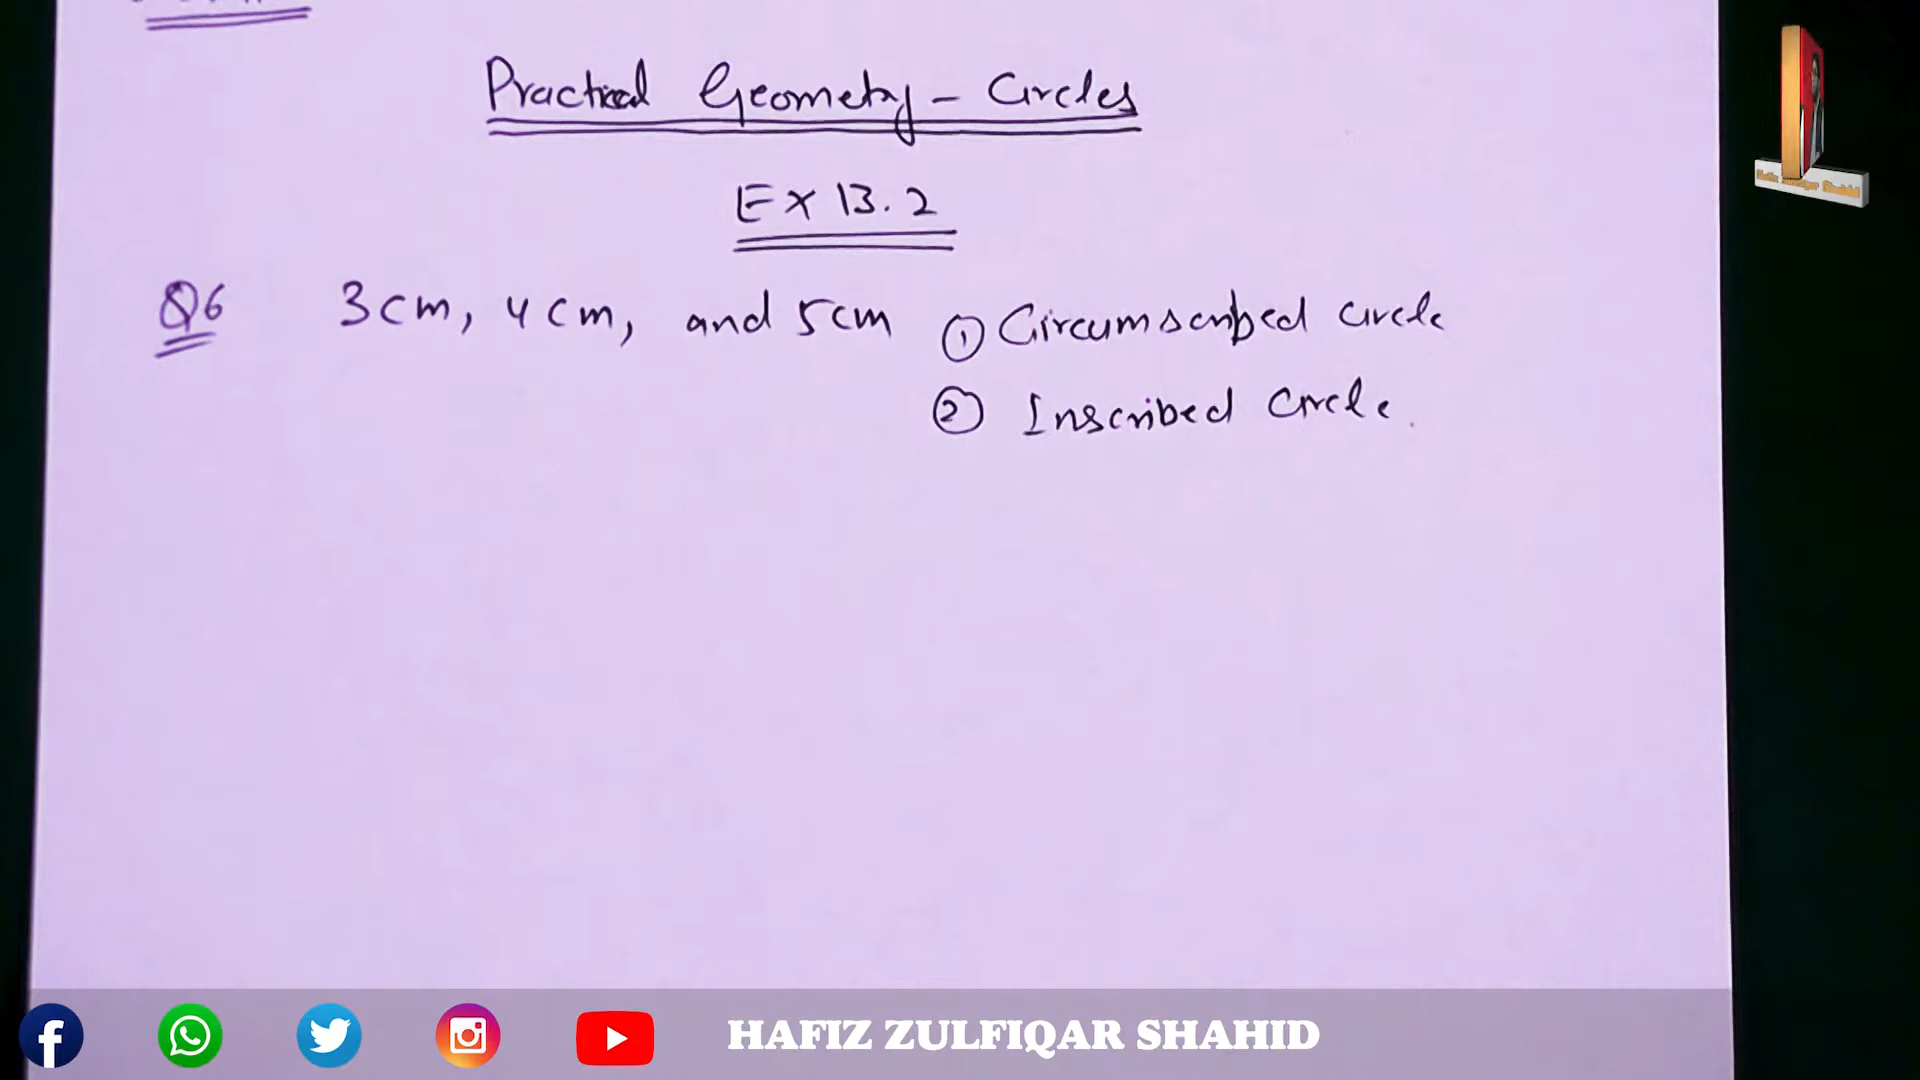 Practical Geometry - Circles
Ex 13.2
Q6 3cm, 4cm, and 5cm ① Circumscribed circle
② Inscribed circle.
HAFIZ ZULFIQAR SHAHID